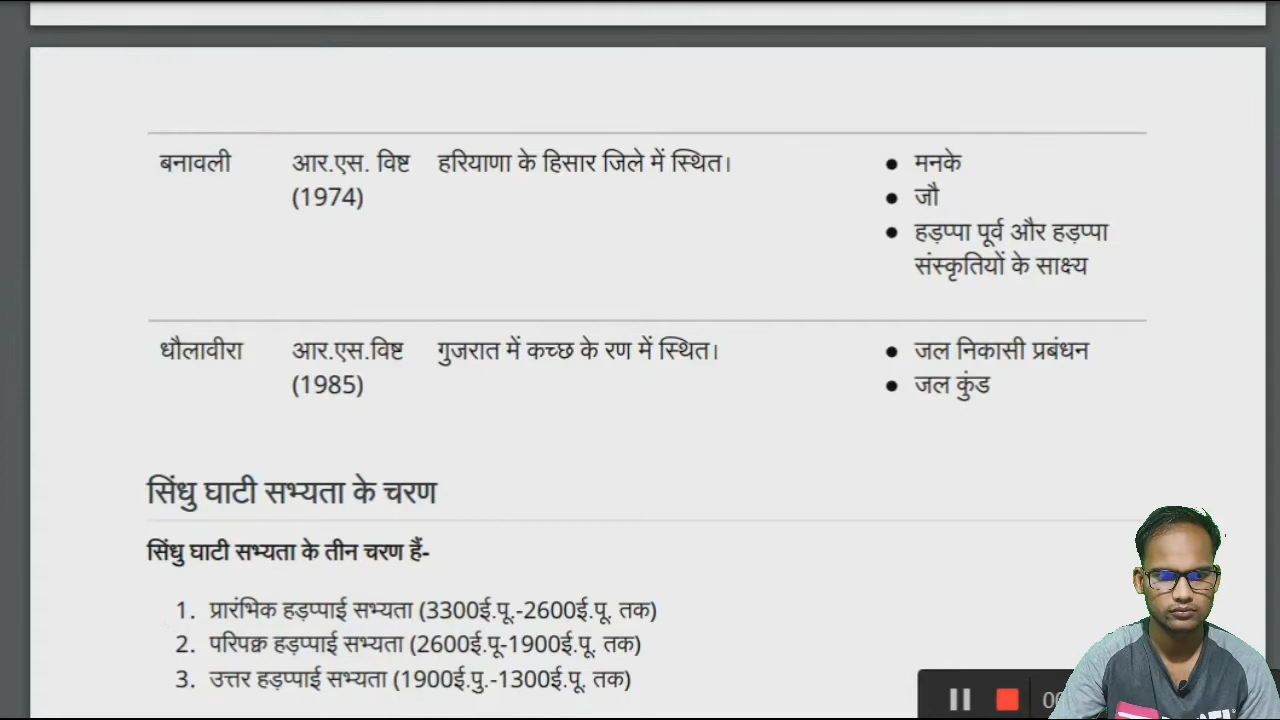 बनावली आर.एस. विष्ट हरियाणा के हिसार जिले में स्थित। ● मनके
(1974) ● जौ
● हड़प्पा पूर्व और हड़प्पा
संस्कृतियों के साक्ष्य
धौलावीरा आर.एस.विष्ट गुजरात में कच्छ के रण में स्थित। ● जल निकासी प्रबंधन
(1985) ● जल कुंड
सिंधु घाटी सभ्यता के चरण
सिंधु घाटी सभ्यता के तीन चरण हैं-
1. प्रारंभिक हड़प्पाई सभ्यता (3300ई.पू.-2600ई.पू. तक)
2. परिपक्व हड़प्पाई सभ्यता (2600ई.पू-1900ई.पू. तक)
3. उत्तर हड़प्पाई सभ्यता (1900ई.पु.-1300ई.पू. तक)